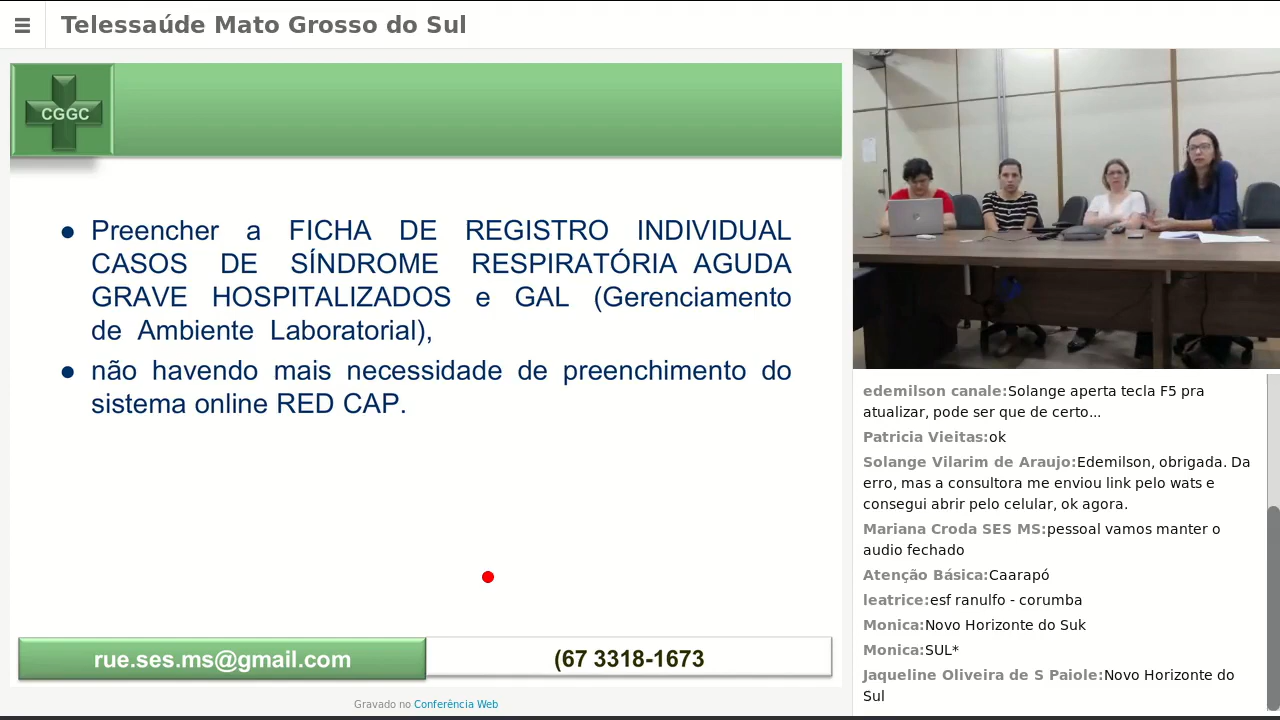 Telessaúde Mato Grosso do Sul
CGGC
● Preencher a FICHA DE REGISTRO INDIVIDUAL
CASOS DE SÍNDROME RESPIRATÓRIA AGUDA
GRAVE HOSPITALIZADOS e GAL (Gerenciamento
de Ambiente Laboratorial),
● não havendo mais necessidade de preenchimento do
sistema online RED CAP.
rue.ses.ms@gmail.com
(67 3318-1673
Gravado no Conferência Web
edemilson canale:Solange aperta tecla F5 pra
atualizar, pode ser que de certo...
Patricia Vieitas:ok
Solange Vilarim de Araujo:Edemilson, obrigada. Da
erro, mas a consultora me enviou link pelo wats e
consegui abrir pelo celular, ok agora.
Mariana Croda SES MS:pessoal vamos manter o
audio fechado
Atenção Básica:Caarapó
leatrice:esf ranulfo - corumba
Monica:Novo Horizonte do Suk
Monica:SUL*
Jaqueline Oliveira de S Paiole:Novo Horizonte do
Sul